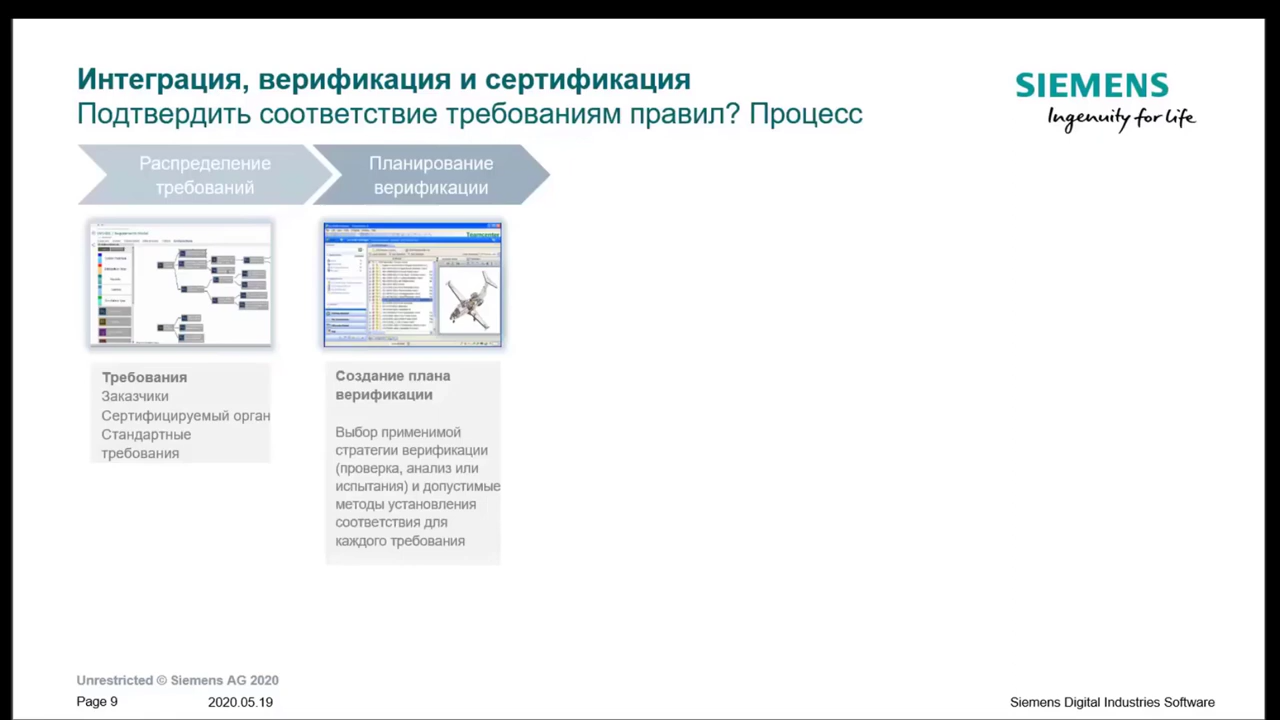 Интеграция, верификация и сертификация
Подтвердить соответствие требованиям правил? Процесс
SIEMENS
Ingenuity for life
Распределение
требований
Планирование
верификации
Teamcenter
Требования
Заказчики
Сертифицируемый орган
Стандартные
требования
Создание плана
верификации
Выбор применимой
стратегии верификации
(проверка, анализ или
испытания) и допустимые
методы установления
соответствия для
каждого требования
Unrestricted © Siemens AG 2020
Page 9
2020.05.19
Siemens Digital Industries Software